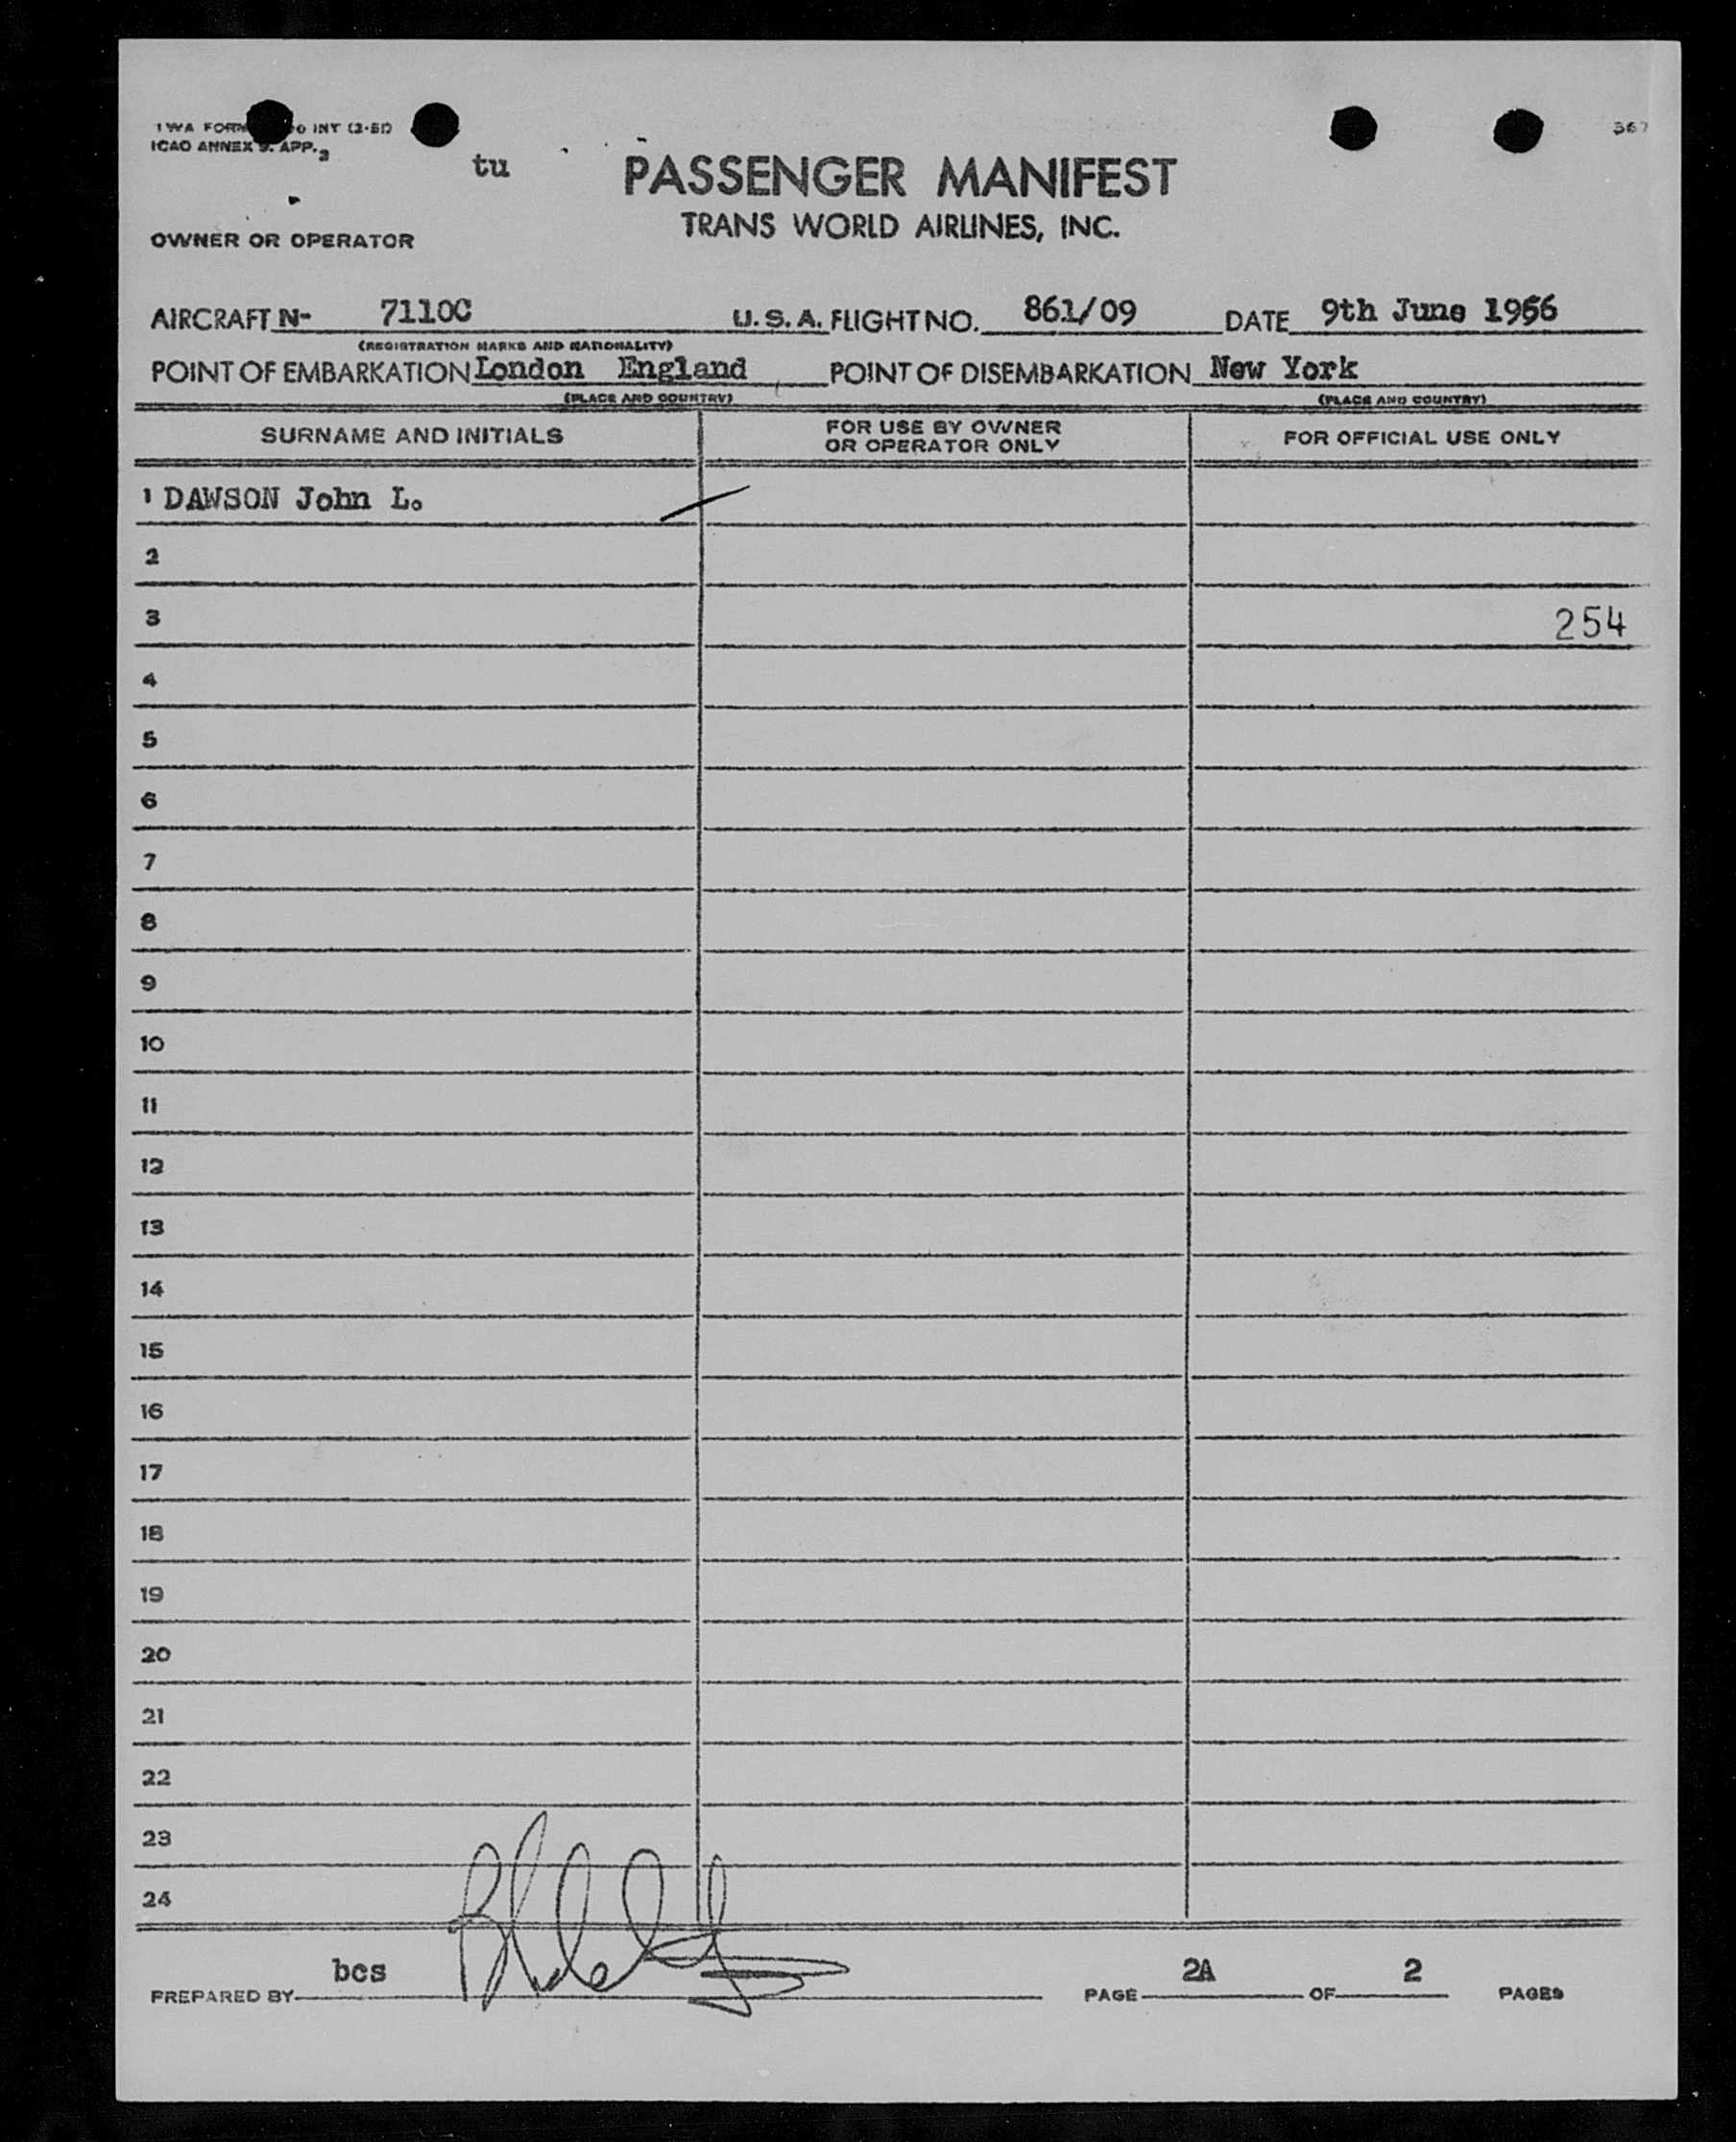 TWA FORM INT (2-51) 367
ICAO ANNEX 9. APP. 3
tu PASSENGER MANIFEST
TRANS WORLD AIRLINES, INC.
OWNER OR OPERATOR
AIRCRAFT N- 7110C U.S.A. FLIGHT NO. 861/09 DATE 9th June 1956
(REGISTRATION MARKS AND NATIONALITY)
POINT OF EMBARKATION London England POINT OF DISEMBARKATION New York
(PLACE AND COUNTRY) (PLACE AND COUNTRY)
SURNAME AND INITIALS FOR USE BY OWNER OR OPERATOR ONLY FOR OFFICIAL USE ONLY
1 DAWSON John L.
2
3 254
4
5
6
7
8
9
10
11
12
13
14
15
16
17
18
19
20
21
22
23
24
PREPARED BY bcs PAGE 2A OF 2 PAGES